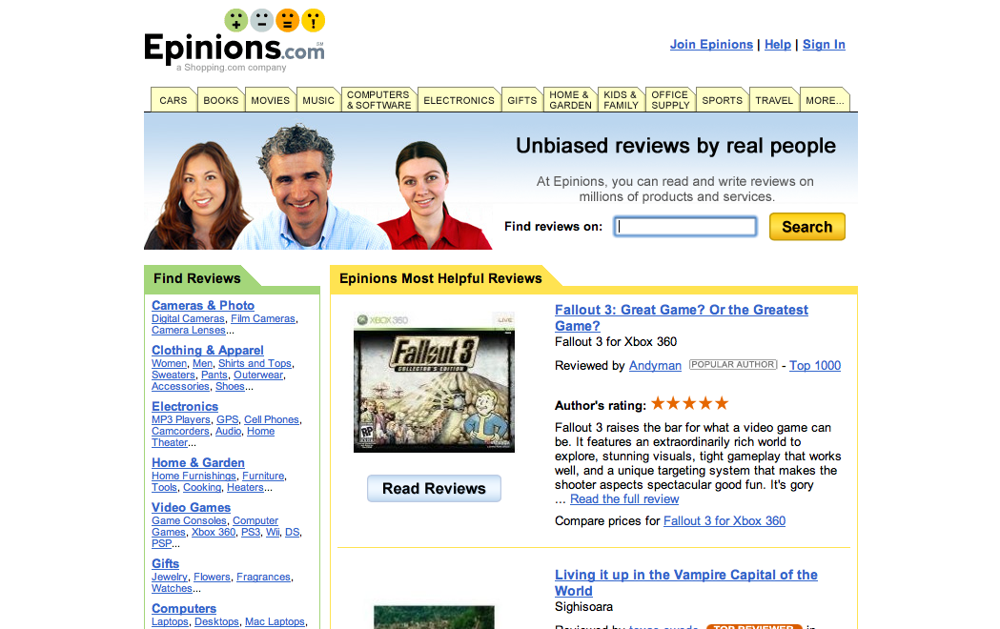 Epinions.com SM
a Shopping.com company
Join Epinions | Help | Sign In
CARS
BOOKS
MOVIES
MUSIC
COMPUTERS
& SOFTWARE
ELECTRONICS
GIFTS
HOME &
GARDEN
KIDS &
FAMILY
OFFICE
SUPPLY
SPORTS
TRAVEL
MORE...
Unbiased reviews by real people
At Epinions, you can read and write reviews on
millions of products and services.
Find reviews on:
Search
Find Reviews
Cameras & Photo
Digital Cameras, Film Cameras,
Camera Lenses...
Clothing & Apparel
Women, Men, Shirts and Tops,
Sweaters, Pants, Outerwear,
Accessories, Shoes...
Electronics
MP3 Players, GPS, Cell Phones,
Camcorders, Audio, Home
Theater...
Home & Garden
Home Furnishings, Furniture,
Tools, Cooking, Heaters...
Video Games
Game Consoles, Computer
Games, Xbox 360, PS3, Wii, DS,
PSP...
Gifts
Jewelry, Flowers, Fragrances,
Watches...
Computers
Laptops, Desktops, Mac Laptops,
Epinions Most Helpful Reviews
XBOX 360 LIVE
Fallout 3
COLLECTOR'S EDITION
RP
Read Reviews
Fallout 3: Great Game? Or the Greatest
Game?
Fallout 3 for Xbox 360
Reviewed by Andyman POPULAR AUTHOR - Top 1000
Author's rating:
Fallout 3 raises the bar for what a video game can
be. It features an extraordinarily rich world to
explore, stunning visuals, tight gameplay that works
well, and a unique targeting system that makes the
shooter aspects spectacular good fun. It's gory
... Read the full review
Compare prices for Fallout 3 for Xbox 360
Living it up in the Vampire Capital of the
World
Sighisoara
Reviewed by TOP REVIEWER in